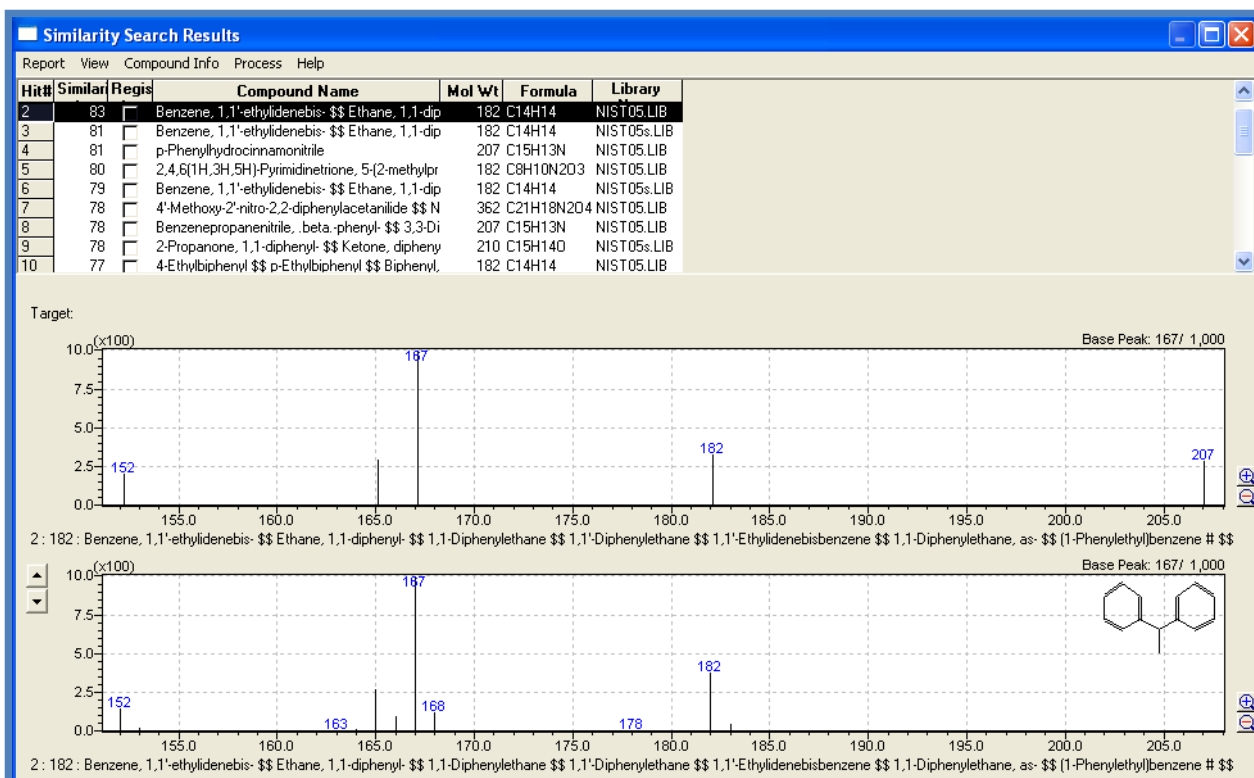 Similarity Search Results
Report View Compound Info Process Help
Hit# Similari Regis Compound Name Mol Wt Formula Library
2 83 Benzene, 1,1'-ethylidenebis- $$ Ethane, 1,1-dip 182 C14H14 NIST05.LIB
3 81 Benzene, 1,1'-ethylidenebis- $$ Ethane, 1,1-dip 182 C14H14 NIST05s.LIB
4 81 p-Phenylhydrocinnamonitrile 207 C15H13N NIST05.LIB
5 80 2,4,6(1H,3H,5H)-Pyrimidinetrione, 5-(2-methylpr 182 C8H10N2O3 NIST05.LIB
6 79 Benzene, 1,1'-ethylidenebis- $$ Ethane, 1,1-dip 182 C14H14 NIST05s.LIB
7 78 4'-Methoxy-2'-nitro-2,2-diphenylacetanilide $$ N 362 C21H18N2O4 NIST05.LIB
8 78 Benzenepropanenitrile, .beta.-phenyl- $$ 3,3-Di 207 C15H13N NIST05.LIB
9 78 2-Propanone, 1,1-diphenyl- $$ Ketone, dipheny 210 C15H14O NIST05s.LIB
10 77 4-Ethylbiphenyl $$ p-Ethylbiphenyl $$ Biphenyl, 182 C14H14 NIST05.LIB
Target:
(x100) Base Peak: 167/ 1,000
10.0
167
7.5
5.0
2.5
152 182 207
0.0
155.0 160.0 165.0 170.0 175.0 180.0 185.0 190.0 195.0 200.0 205.0
2 : 182 : Benzene, 1,1'-ethylidenebis- $$ Ethane, 1,1-diphenyl- $$ 1,1-Diphenylethane $$ 1,1'-Diphenylethane $$ 1,1'-Ethylidenebisbenzene $$ 1,1-Diphenylethane, as- $$ (1-Phenylethyl)benzene # $$
(x100) Base Peak: 167/ 1,000
10.0
167
7.5
5.0
182
2.5
152 168
163 178
0.0
155.0 160.0 165.0 170.0 175.0 180.0 185.0 190.0 195.0 200.0 205.0
2 : 182 : Benzene, 1,1'-ethylidenebis- $$ Ethane, 1,1-diphenyl- $$ 1,1-Diphenylethane $$ 1,1'-Diphenylethane $$ 1,1'-Ethylidenebisbenzene $$ 1,1-Diphenylethane, as- $$ (1-Phenylethyl)benzene # $$